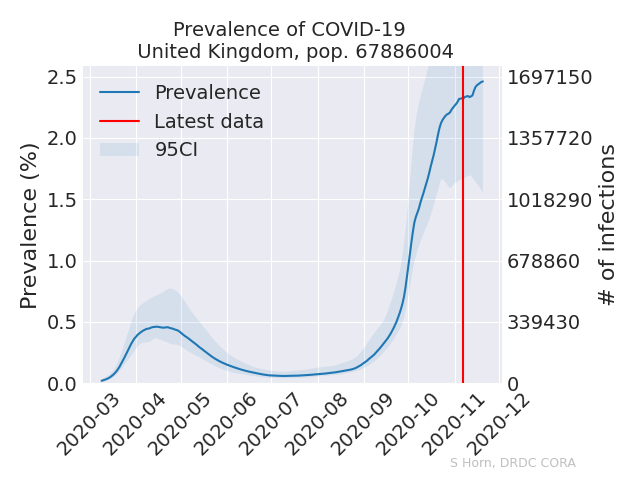 Prevalence of COVID-19
United Kingdom, pop. 67886004
Prevalence (%)
2.5
2.0
1.5
1.0
0.5
0.0
Prevalence
Latest data
95CI
1697150
1357720
1018290
678860
339430
0
# of infections
2020-03
2020-04
2020-05
2020-06
2020-07
2020-08
2020-09
2020-10
2020-11
2020-12
S Horn, DRDC CORA